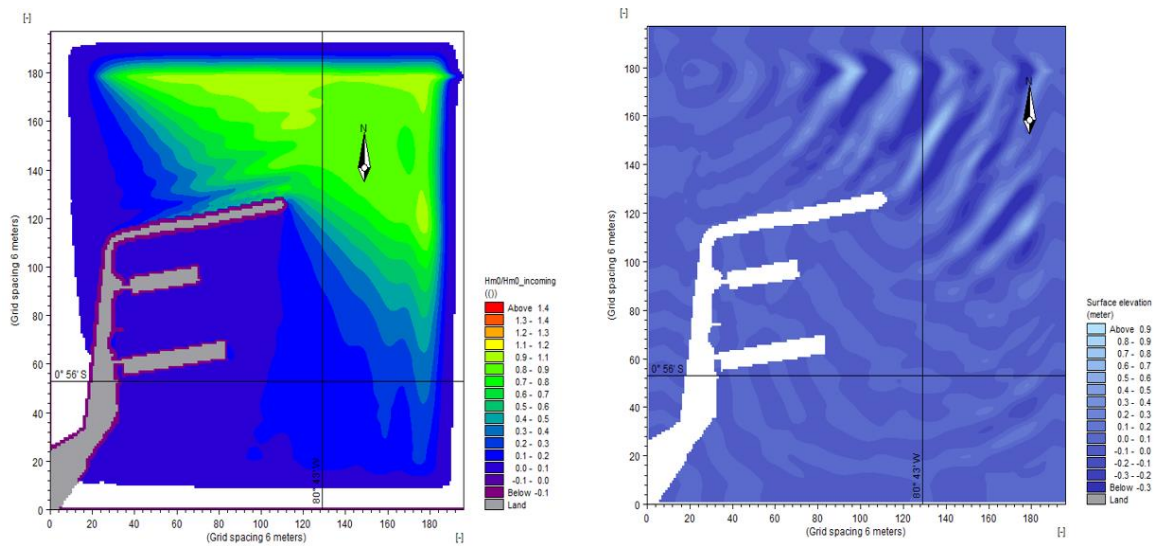 [-]
180
160
140
120
100
80
60
40
20
0
(Grid spacing 6 meters)
N
0° 56' S
80° 43' W
0 20 40 60 80 100 120 140 160 180
(Grid spacing 6 meters) [-]
Hm0/Hm0_incoming
(())
Above 1.4
1.3 - 1.4
1.2 - 1.3
1.1 - 1.2
0.9 - 1.1
0.8 - 0.9
0.7 - 0.8
0.6 - 0.7
0.5 - 0.6
0.4 - 0.5
0.3 - 0.4
0.2 - 0.3
0.1 - 0.2
0.0 - 0.1
-0.1 - 0.0
Below -0.1
Land
[-]
180
160
140
120
100
80
60
40
20
0
(Grid spacing 6 meters)
N
0° 56' S
80° 43' W
0 20 40 60 80 100 120 140 160 180
(Grid spacing 6 meters) [-]
Surface elevation
(meter)
Above 0.9
0.8 - 0.9
0.7 - 0.8
0.6 - 0.7
0.5 - 0.6
0.4 - 0.5
0.3 - 0.4
0.2 - 0.3
0.1 - 0.2
0.0 - 0.1
-0.1 - 0.0
-0.2 - -0.1
-0.3 - -0.2
Below -0.3
Land